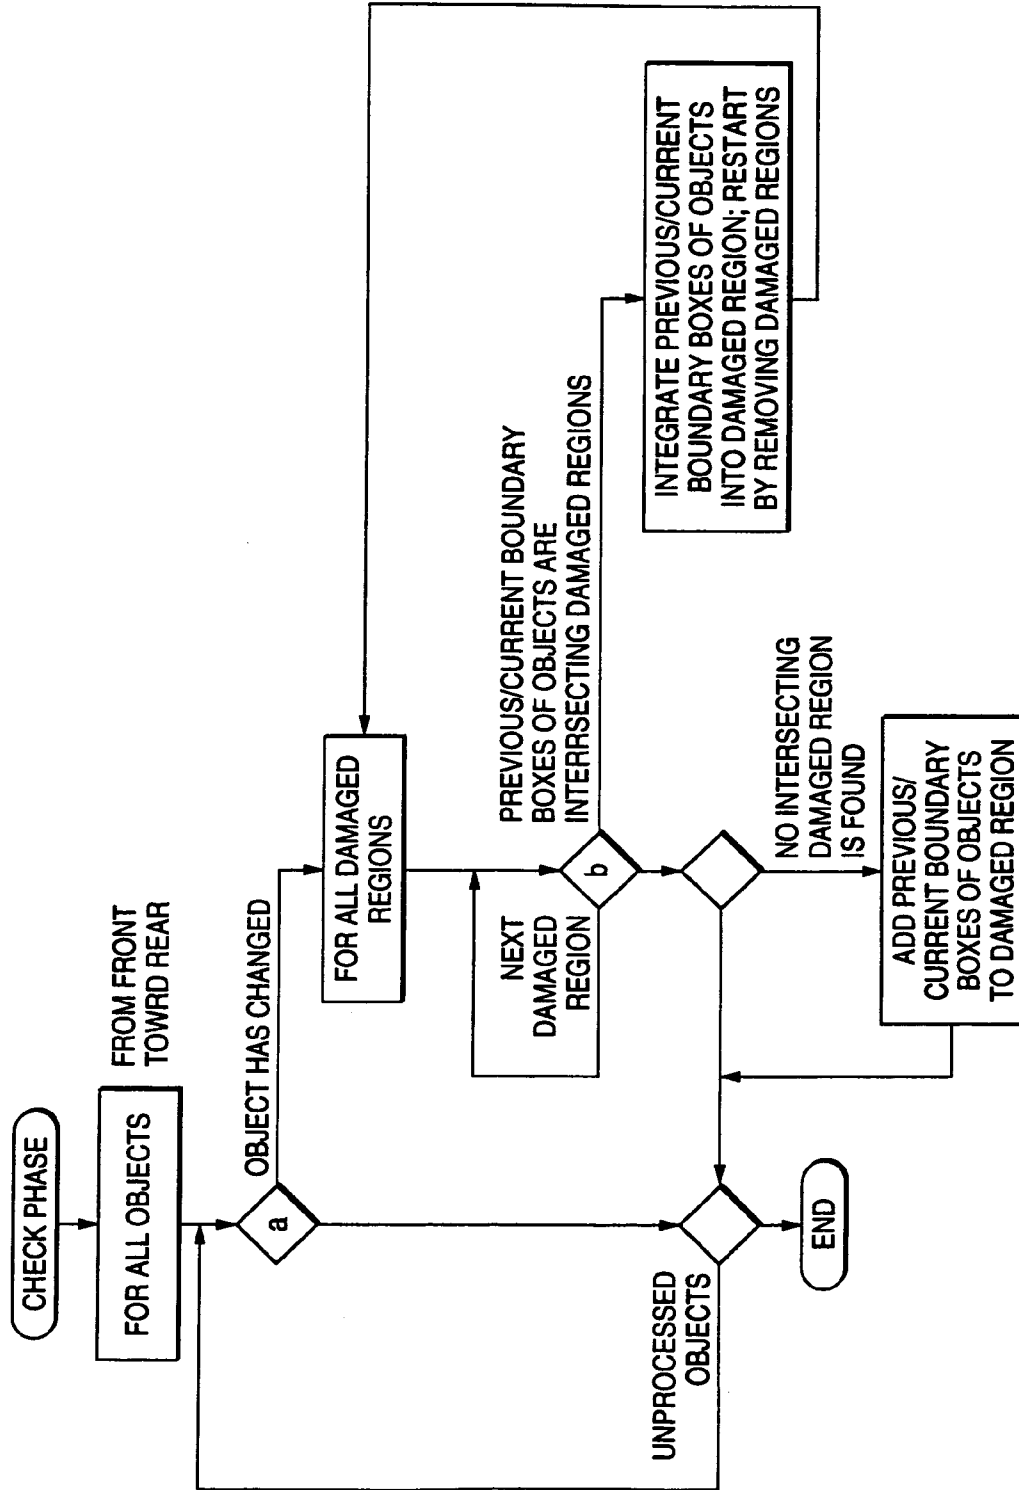 CHECK PHASE
FOR ALL OBJECTS
FROM FRONT
TOWRD REAR
a
OBJECT HAS CHANGED
FOR ALL DAMAGED
REGIONS
NEXT
DAMAGED
REGION
b
PREVIOUS/CURRENT BOUNDARY
BOXES OF OBJECTS ARE
INTERRSECTING DAMAGED REGIONS
INTEGRATE PREVIOUS/CURRENT
BOUNDARY BOXES OF OBJECTS
INTO DAMAGED REGION; RESTART
BY REMOVING DAMAGED REGIONS
NO INTERSECTING
DAMAGED REGION
IS FOUND
ADD PREVIOUS/
CURRENT BOUNDARY
BOXES OF OBJECTS
TO DAMAGED REGION
UNPROCESSED
OBJECTS
END